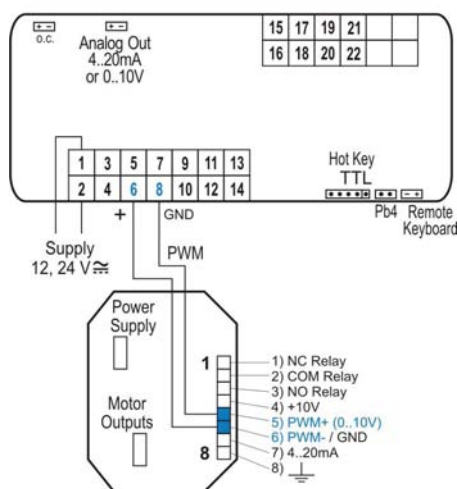 o.c.
Analog Out
4..20mA
or 0..10V
15 17 19 21
16 18 20 22
1 3 5 7 9 11 13
2 4 6 8 10 12 14
Hot Key
TTL
Pb4 Remote
Keyboard
+ GND
Supply
12, 24 V
PWM
Power
Supply
Motor
Outputs
1
8
1) NC Relay
2) COM Relay
3) NO Relay
4) +10V
5) PWM+ (0..10V)
6) PWM- / GND
7) 4..20mA
8)